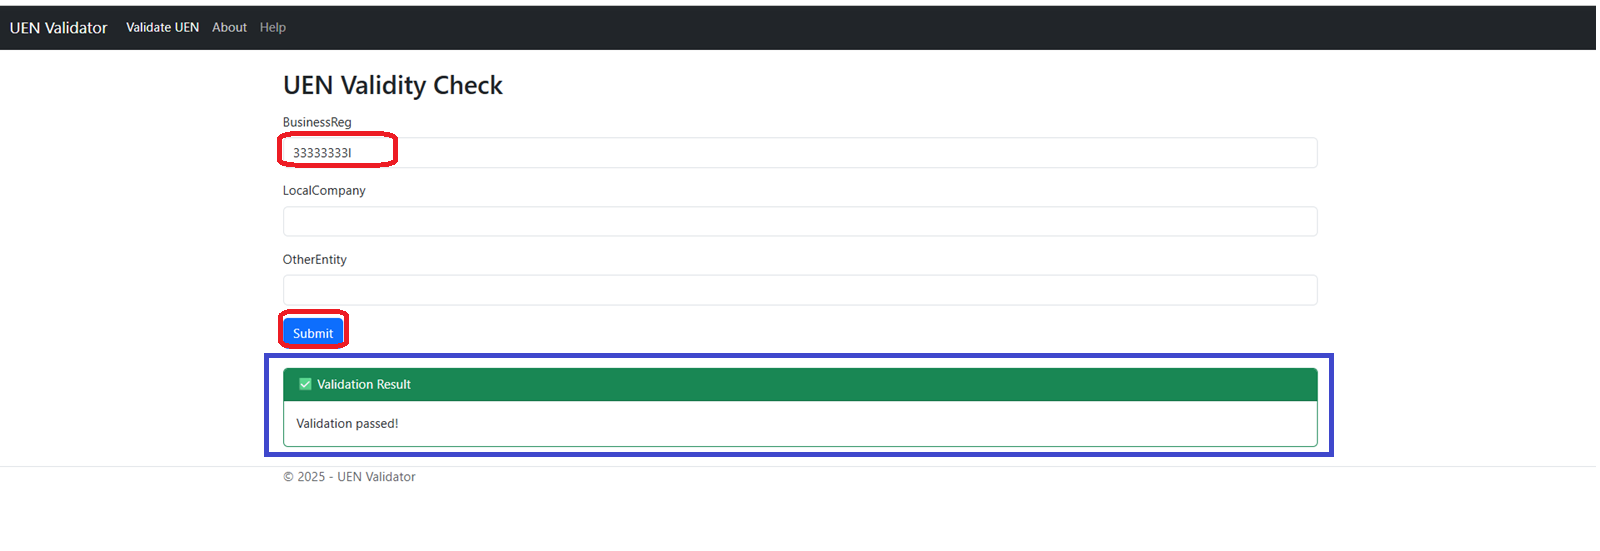 UEN Validator Validate UEN About Help
UEN Validity Check
BusinessReg
33333333I
LocalCompany
OtherEntity
Submit
✅ Validation Result
Validation passed!
© 2025 - UEN Validator